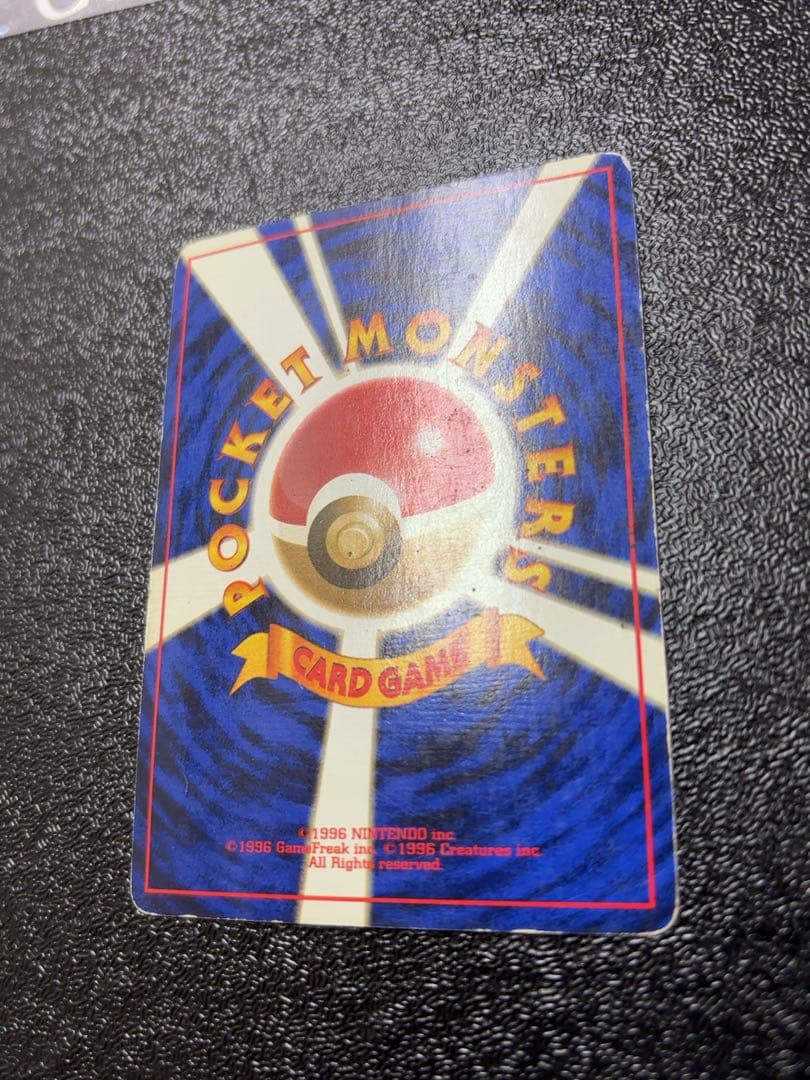 POCKET MONSTERS
CARD GAME
©1996 NINTENDO inc.
©1996 GameFreak inc. ©1996 Creatures inc.
All Rights reserved.